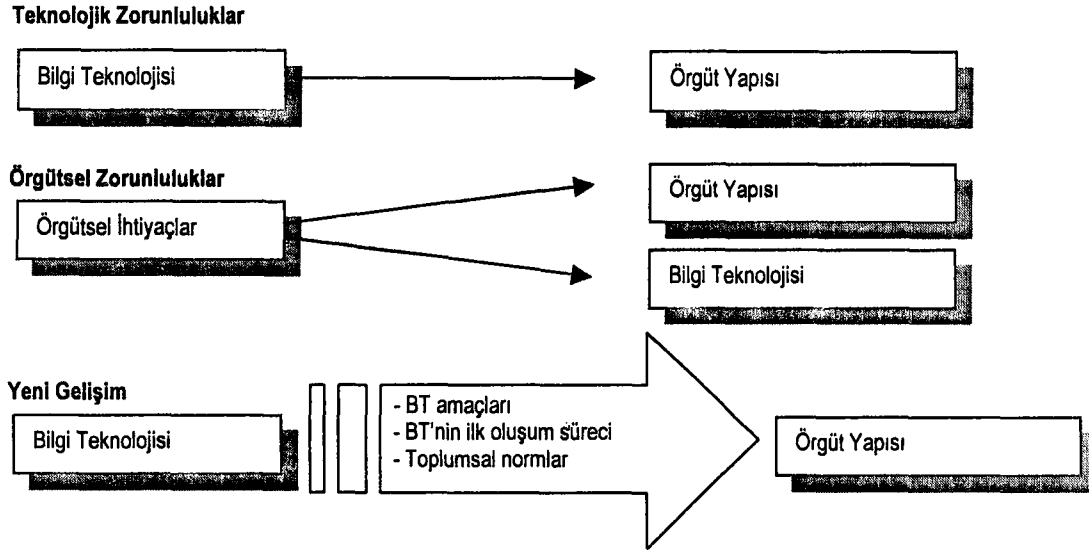 Teknolojik Zorunluluklar
Bilgi Teknolojisi
Örgüt Yapısı
Örgütsel Zorunluluklar
Örgütsel İhtiyaçlar
Örgüt Yapısı
Bilgi Teknolojisi
Yeni Gelişim
Bilgi Teknolojisi
- BT amaçları
- BT'nin ilk oluşum süreci
- Toplumsal normlar
Örgüt Yapısı